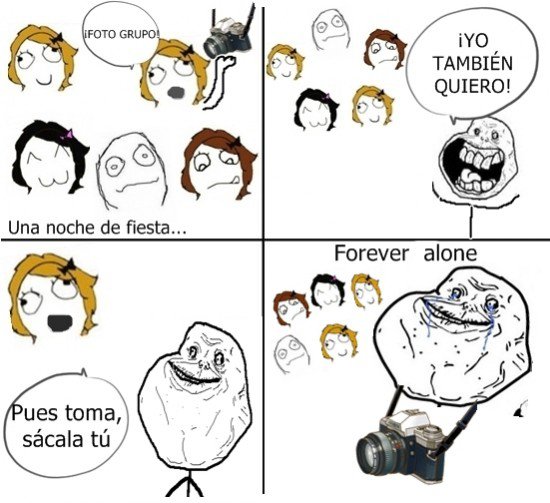 ¡FOTO GRUPO!
Una noche de fiesta...
¡YO
TAMBIÉN
QUIERO!
Pues toma,
sácala tú
Forever alone